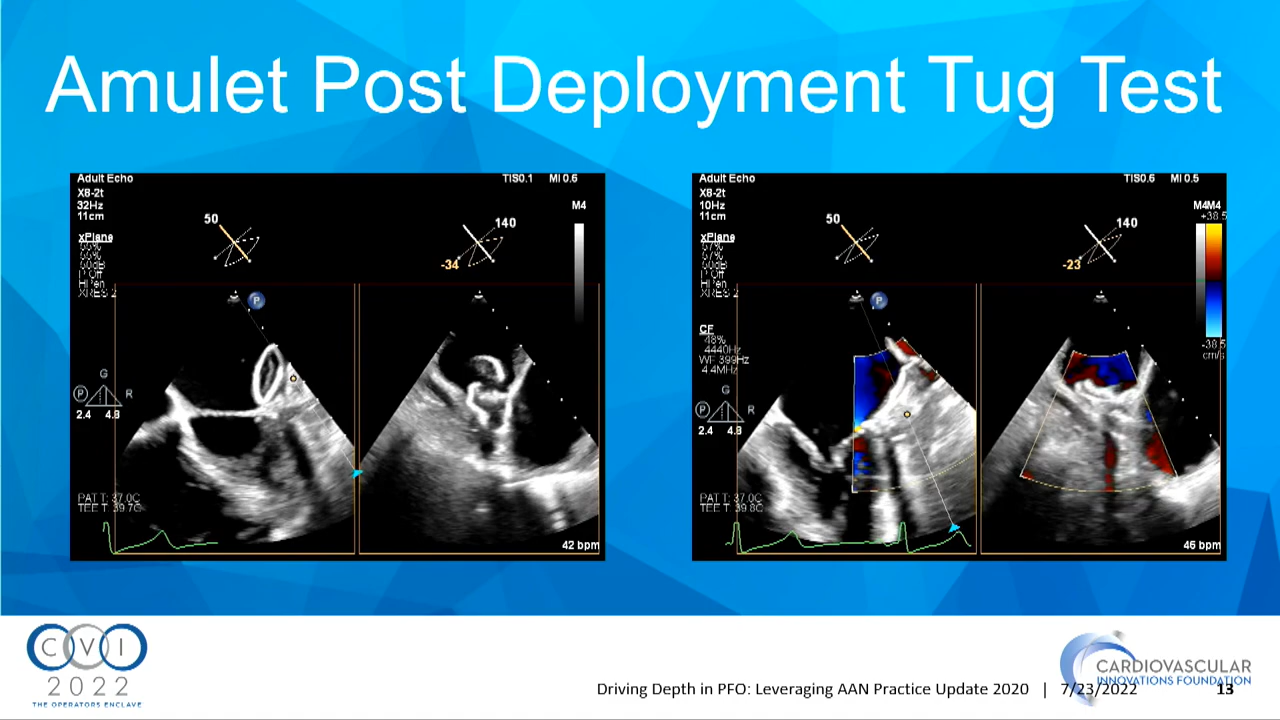 Amulet Post Deployment Tug Test
Adult Echo
TIS0.1 MI 0.6
X8-2t
32Hz
11cm
M4
50
140
xPlane
-34
P
G
P R
2.4 4.8
PAT T: 37.0C
TEE T: 39.7C
42 bpm
Adult Echo
TIS0.6 MI 0.5
X8-2t
10Hz
11cm
M4M4
+38.5
50
140
xPlane
-23
P
CF
48%
4440Hz
WF 399Hz
4.4MHz
-38.5
cm/s
G
P R
2.4 4.8
PAT T: 37.0C
TEE T: 39.8C
46 bpm
CVI
2022
THE OPERATORS ENCLAVE
CARDIOVASCULAR
INNOVATIONS FOUNDATION
Driving Depth in PFO: Leveraging AAN Practice Update 2020 | 7/23/2022 13